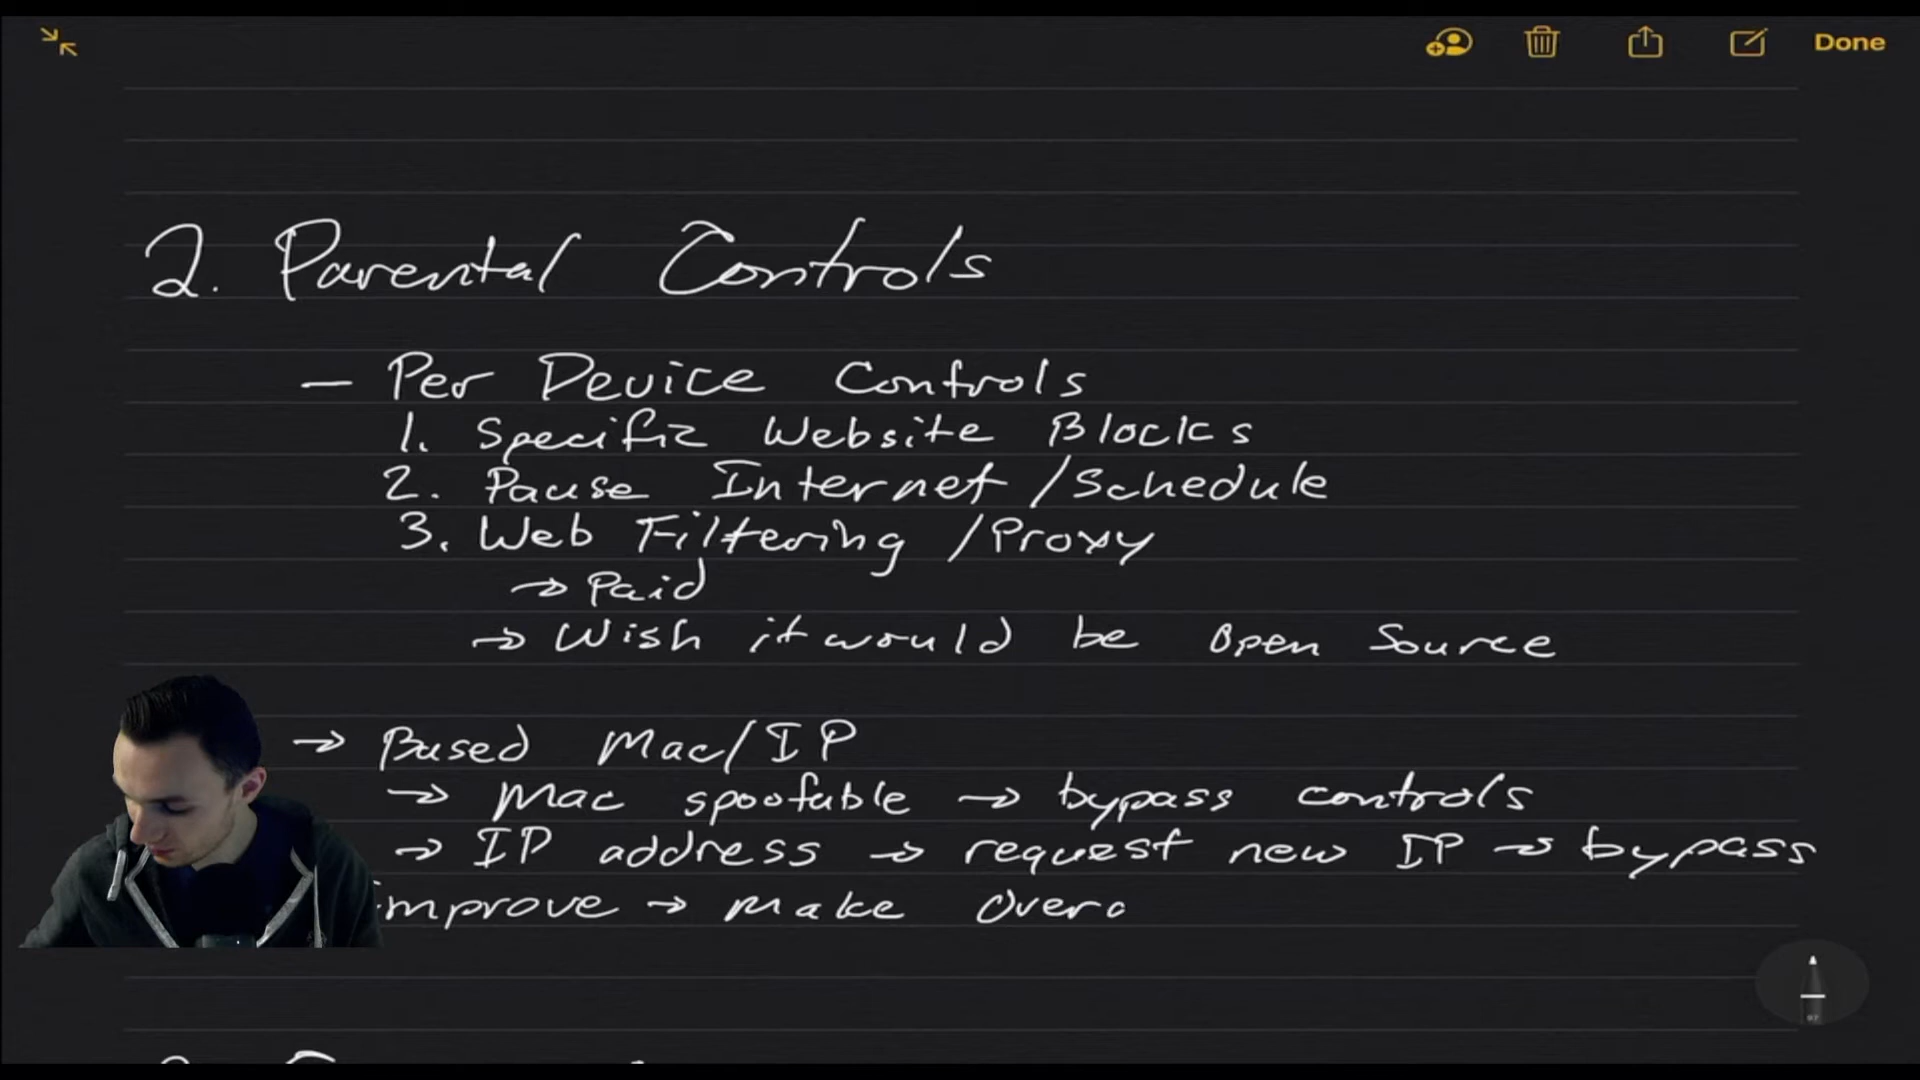 Done
2. Parental Controls
- Per Device Controls
1. Specific Website Blocks
2. Pause Internet / Schedule
3. Web Filtering / Proxy
→ Paid
→ Wish it would be Open Source
→ Based Mac/IP
→ Mac spoofable → bypass controls
→ IP address → request new IP → bypass
improve → Make Overa